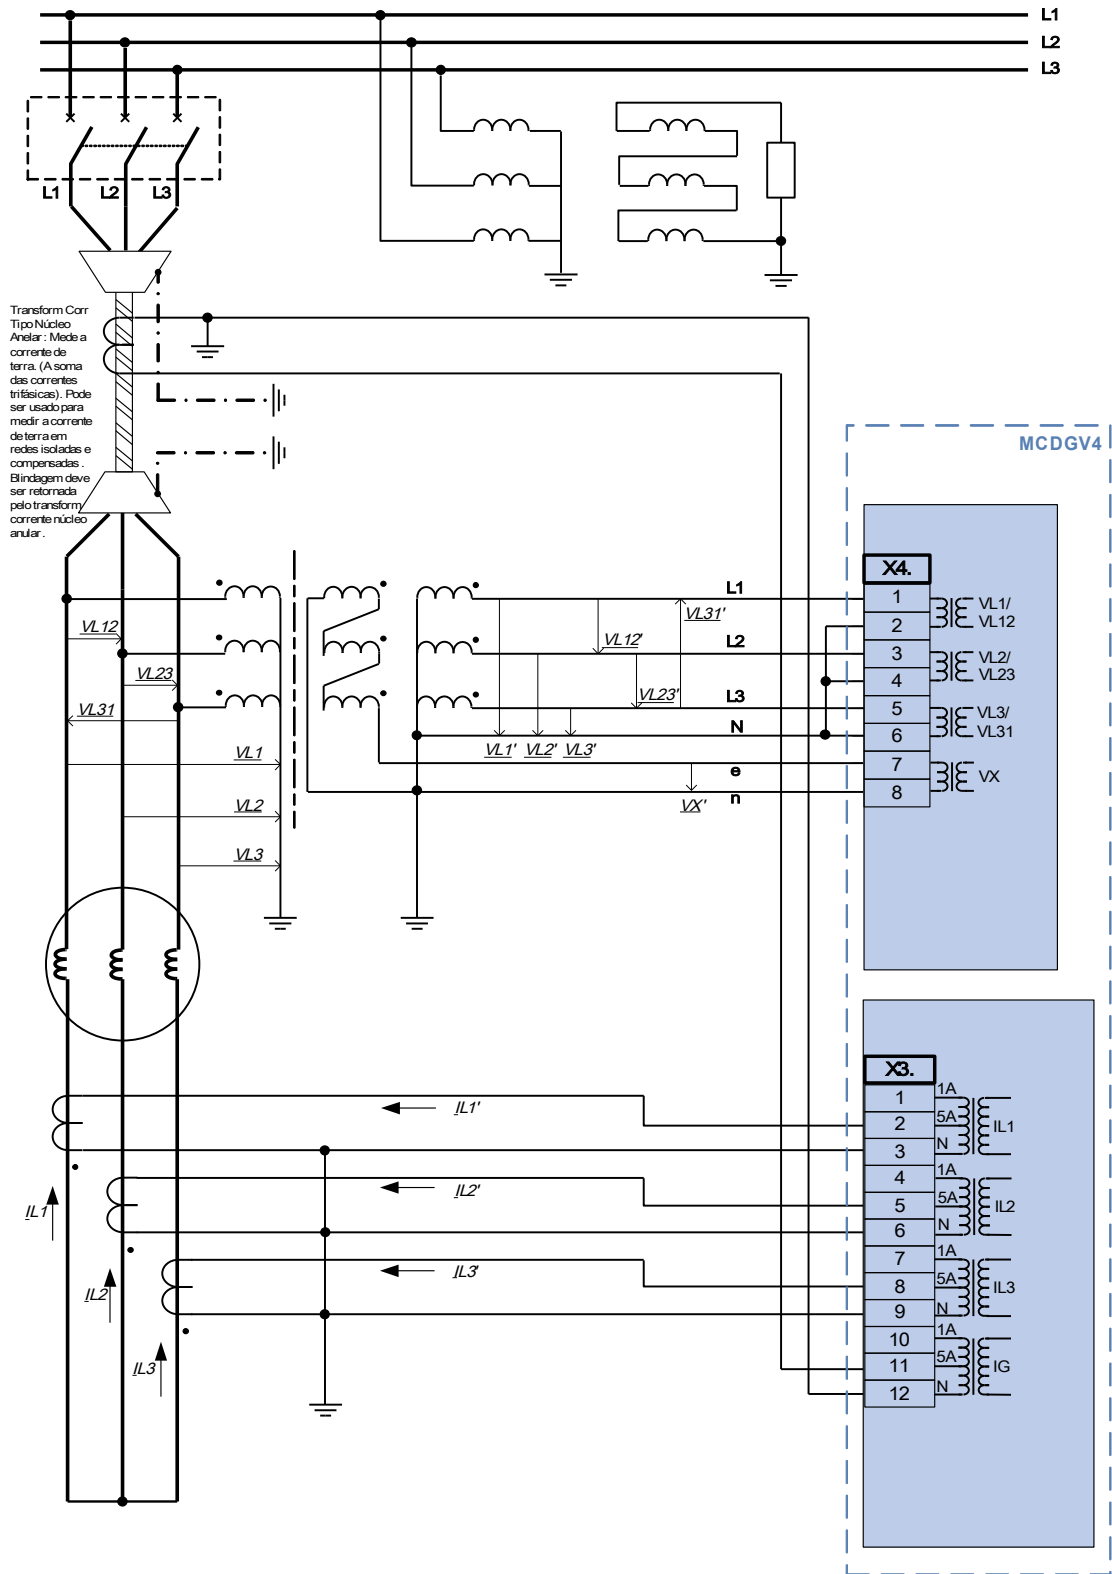 L1
L2
L3
L1
L2
L3
Transform Corr
Tipo Núcleo
Anelar : Mede a
corrente de
terra. (A soma
das correntes
trifásicas). Pode
ser usado para
medir a corrente
de terra em
redes isoladas e
compensadas .
Blindagem deve
ser retornada
pelo transform
corrente núcleo
anular .
MCDGV4
X4.
1
2
3
4
5
6
7
8
VL1/
VL12
VL2/
VL23
VL3/
VL31
VX
L1
L2
L3
N
e
n
VL12
VL23
VL31
VL1
VL2
VL3
VL31'
VL12'
VL23'
VL1'
VL2'
VL3'
VX'
X3.
1
2
3
4
5
6
7
8
9
10
11
12
1A
5A
N
IL1
1A
5A
N
IL2
1A
5A
N
IL3
1A
5A
N
IG
IL1'
IL2'
IL3'
IL1
IL2
IL3